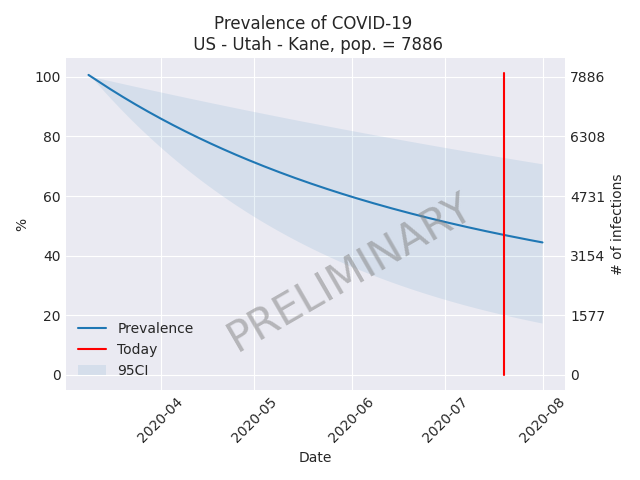 Prevalence of COVID-19
US - Utah - Kane, pop. = 7886
100
80
60
40
20
0
%
7886
6308
4731
3154
1577
0
# of infections
PRELIMINARY
Prevalence
Today
95CI
2020-04
2020-05
2020-06
2020-07
2020-08
Date